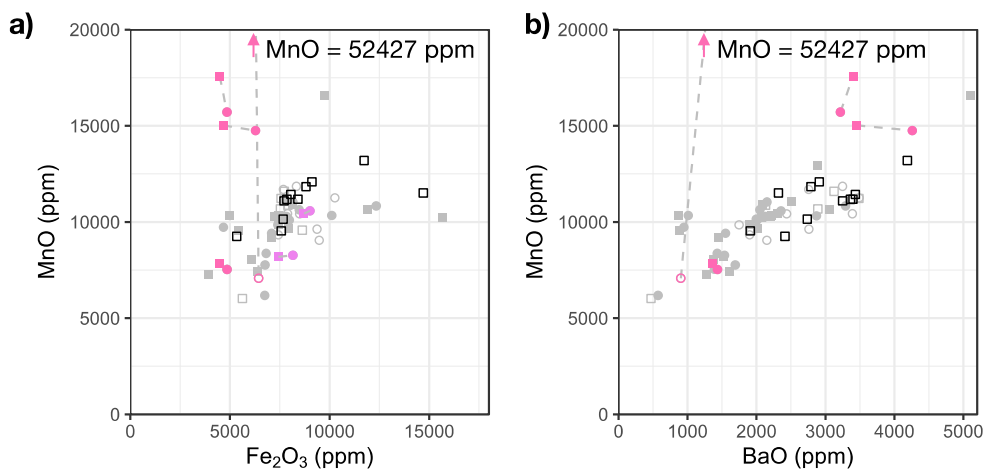 a)
MnO = 52427 ppm
20000
15000
10000
5000
0
MnO (ppm)
0 5000 10000 15000
Fe₂O₃ (ppm)
b)
MnO = 52427 ppm
20000
15000
10000
5000
0
MnO (ppm)
0 1000 2000 3000 4000 5000
BaO (ppm)